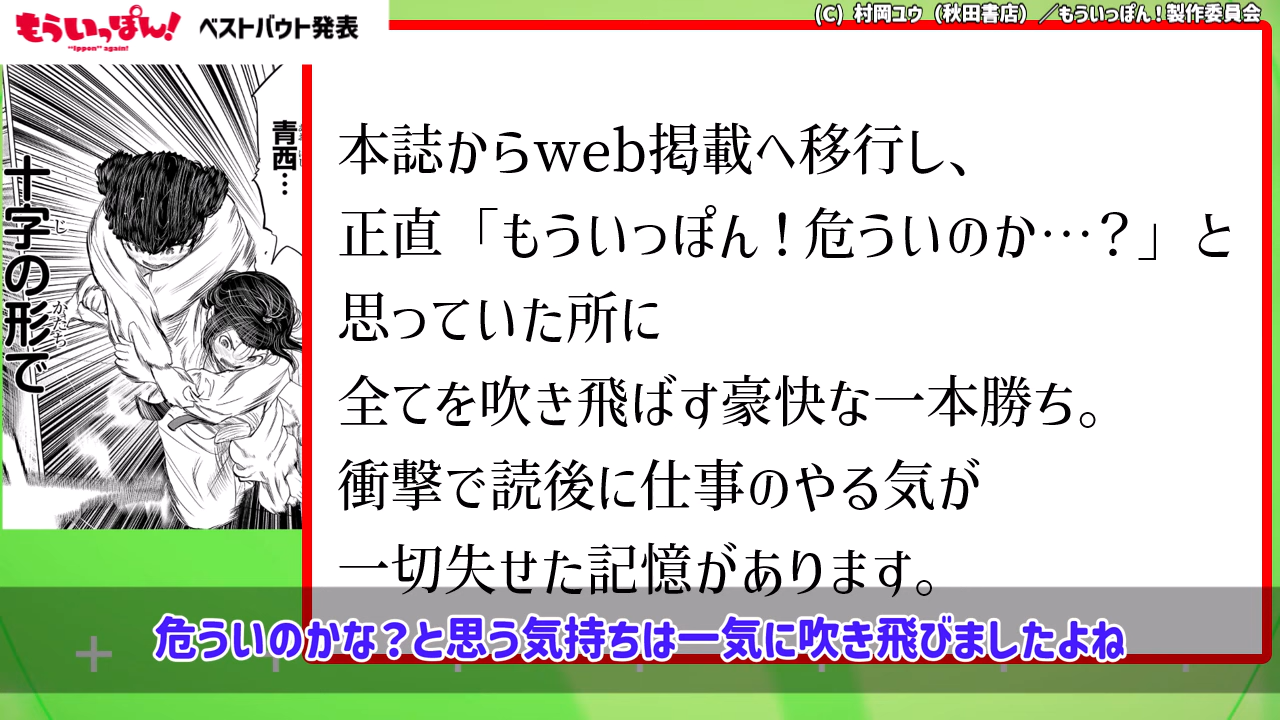 もういっぽん!
"Ippon" again!
ベストバウト発表
(C) 村岡ユウ（秋田書店）／もういっぽん！製作委員会
青西…
十字の形で
じ
かたち
本誌からweb掲載へ移行し、
正直「もういっぽん！危ういのか…？」と
思っていた所に
全てを吹き飛ばす豪快な一本勝ち。
衝撃で読後に仕事のやる気が
一切失せた記憶があります。
危ういのかな？と思う気持ちは一気に吹き飛びましたよね